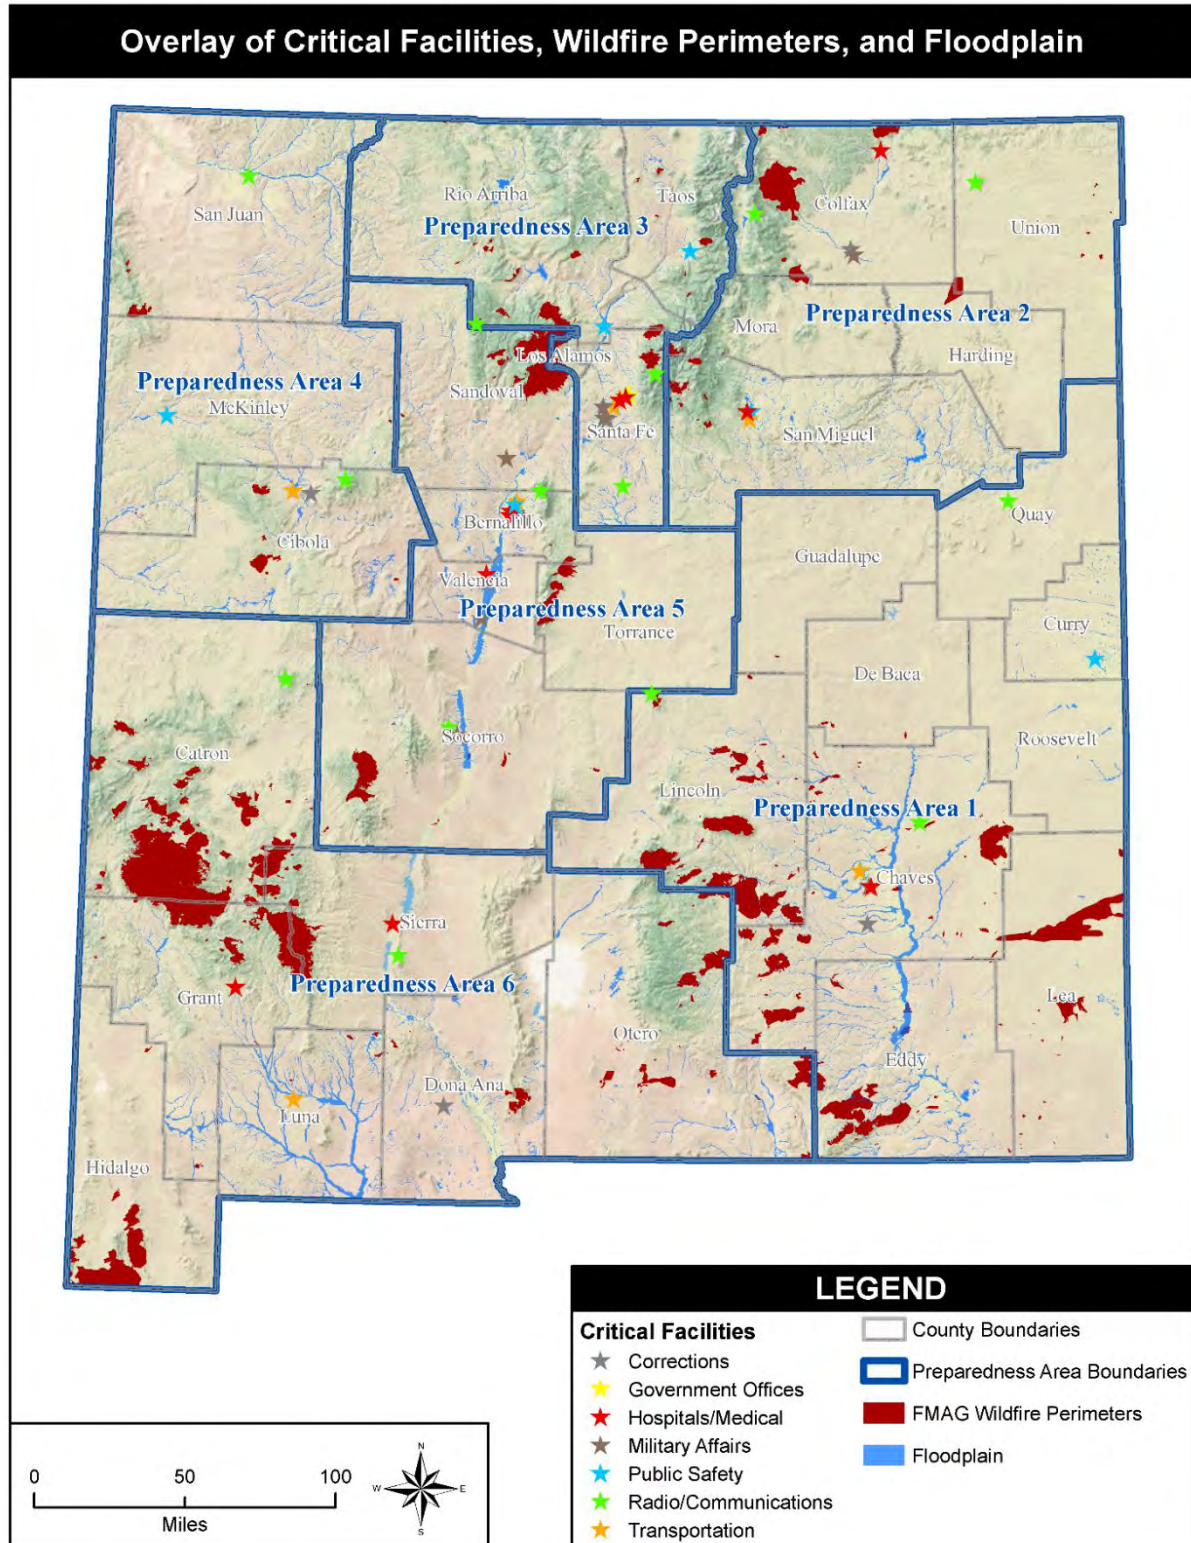 Overlay of Critical Facilities, Wildfire Perimeters, and Floodplain
San Juan
Rio Arriba
Taos
Colfax
Union
Preparedness Area 3
Preparedness Area 2
Mora
Harding
Los Alamos
Preparedness Area 4
McKinley
Sandoval
Santa Fe
San Miguel
Quay
Cibola
Bernalillo
Guadalupe
Valencia
Preparedness Area 5
Torrance
Curry
De Baca
Catron
Socorro
Roosevelt
Lincoln
Preparedness Area 1
Chaves
Sierra
Preparedness Area 6
Grant
Lea
Otero
Eddy
Dona Ana
Luna
Hidalgo
LEGEND
Critical Facilities
Corrections
Government Offices
Hospitals/Medical
Military Affairs
Public Safety
Radio/Communications
Transportation
County Boundaries
Preparedness Area Boundaries
FMAG Wildfire Perimeters
Floodplain
0 50 100
Miles
N
W E
S